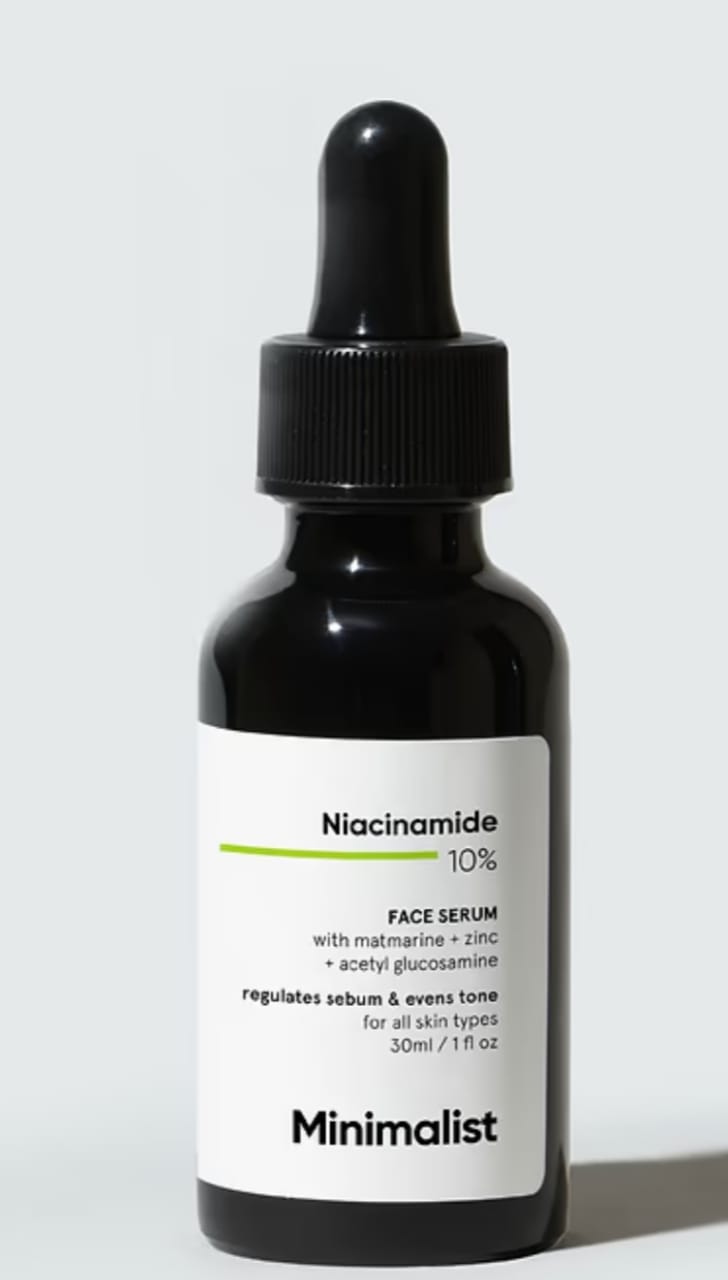 Niacinamide
10%
FACE SERUM
with matmarine + zinc
+ acetyl glucosamine
regulates sebum & evens tone
for all skin types
30ml / 1 fl oz
Minimalist